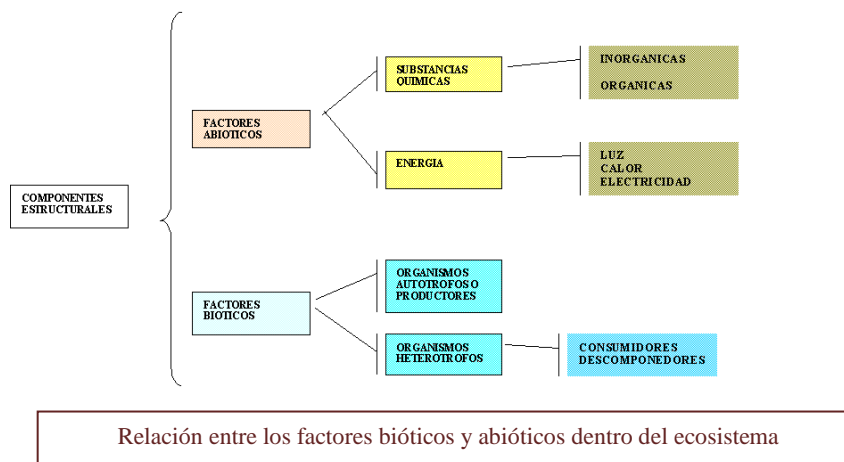 COMPONENTES
ESTRUCTURALES
FACTORES
ABIOTICOS
SUBSTANCIAS
QUIMICAS
INORGANICAS
ORGANICAS
ENERGIA
LUZ
CALOR
ELECTRICIDAD
FACTORES
BIOTICOS
ORGANISMOS
AUTOTROFOS O
PRODUCTORES
ORGANISMOS
HETEROTROFOS
CONSUMIDORES
DESCOMPONEDORES
Relación entre los factores bióticos y abióticos dentro del ecosistema